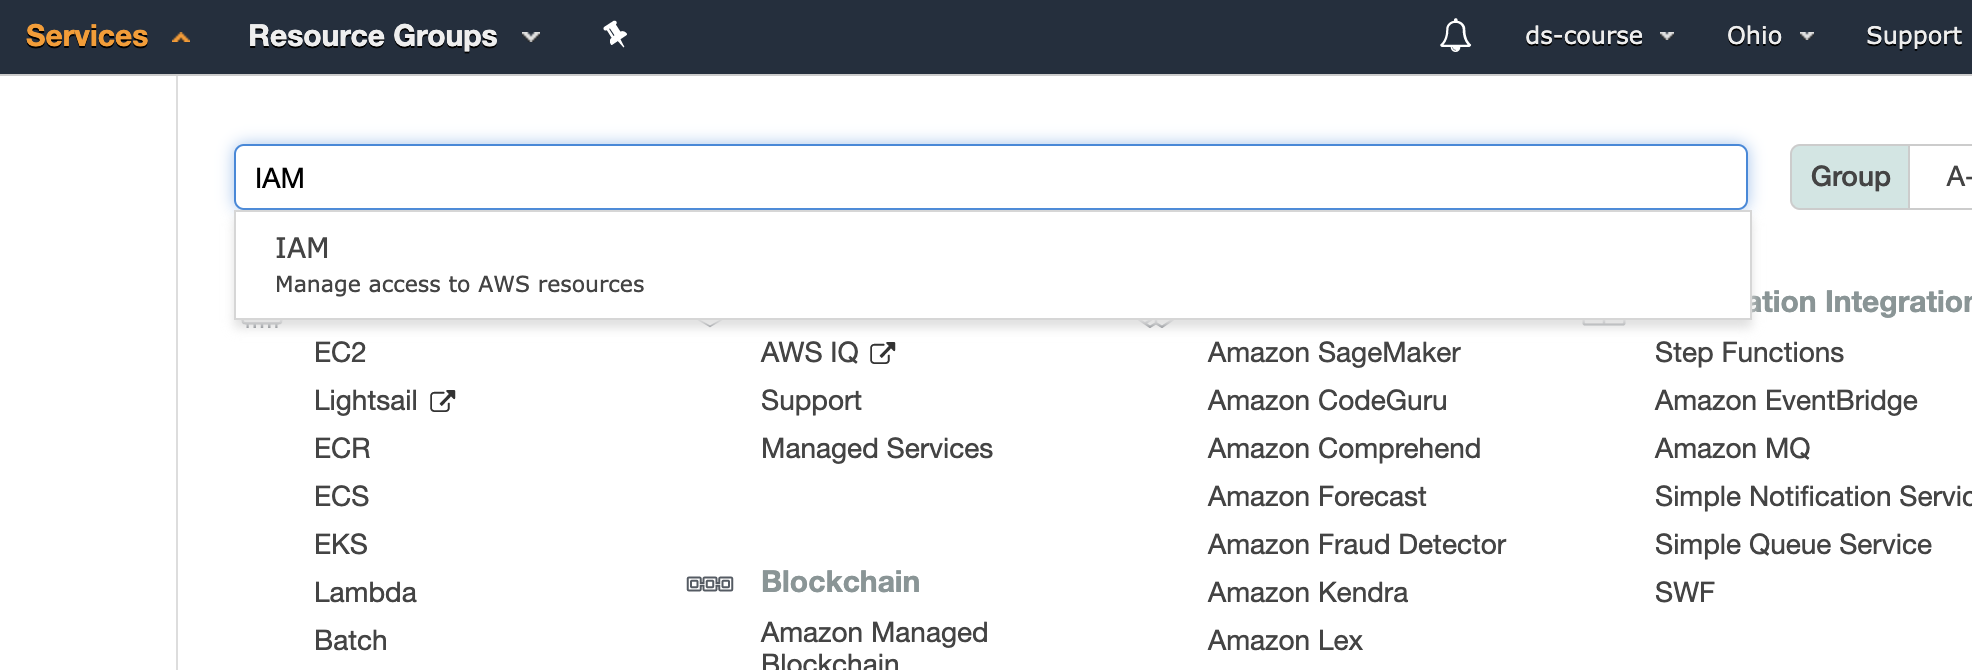 Services Resource Groups ds-course Ohio Support
IAM
Group A-
IAM
Manage access to AWS resources
ation Integration
EC2
Lightsail
ECR
ECS
EKS
Lambda
Batch
AWS IQ
Support
Managed Services
Blockchain
Amazon Managed
Blockchain
Amazon SageMaker
Amazon CodeGuru
Amazon Comprehend
Amazon Forecast
Amazon Fraud Detector
Amazon Kendra
Amazon Lex
Step Functions
Amazon EventBridge
Amazon MQ
Simple Notification Servic
Simple Queue Service
SWF